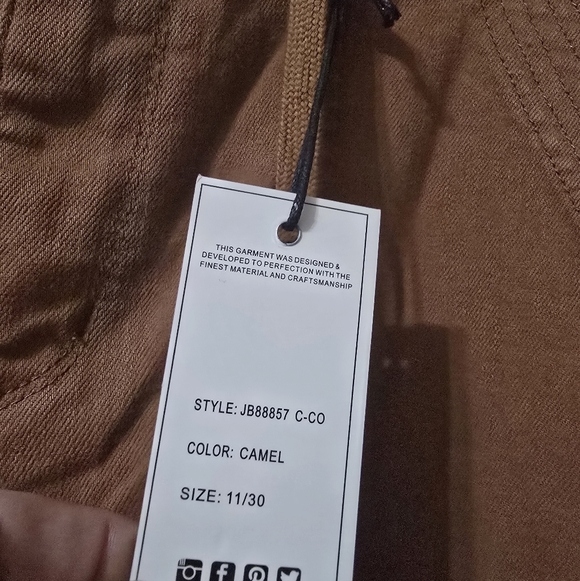 THIS GARMENT WAS DESIGNED &
DEVELOPED TO PERFECTION WITH THE
FINEST MATERIAL AND CRAFTSMANSHIP
STYLE: JB88857 C-CO
COLOR: CAMEL
SIZE: 11/30